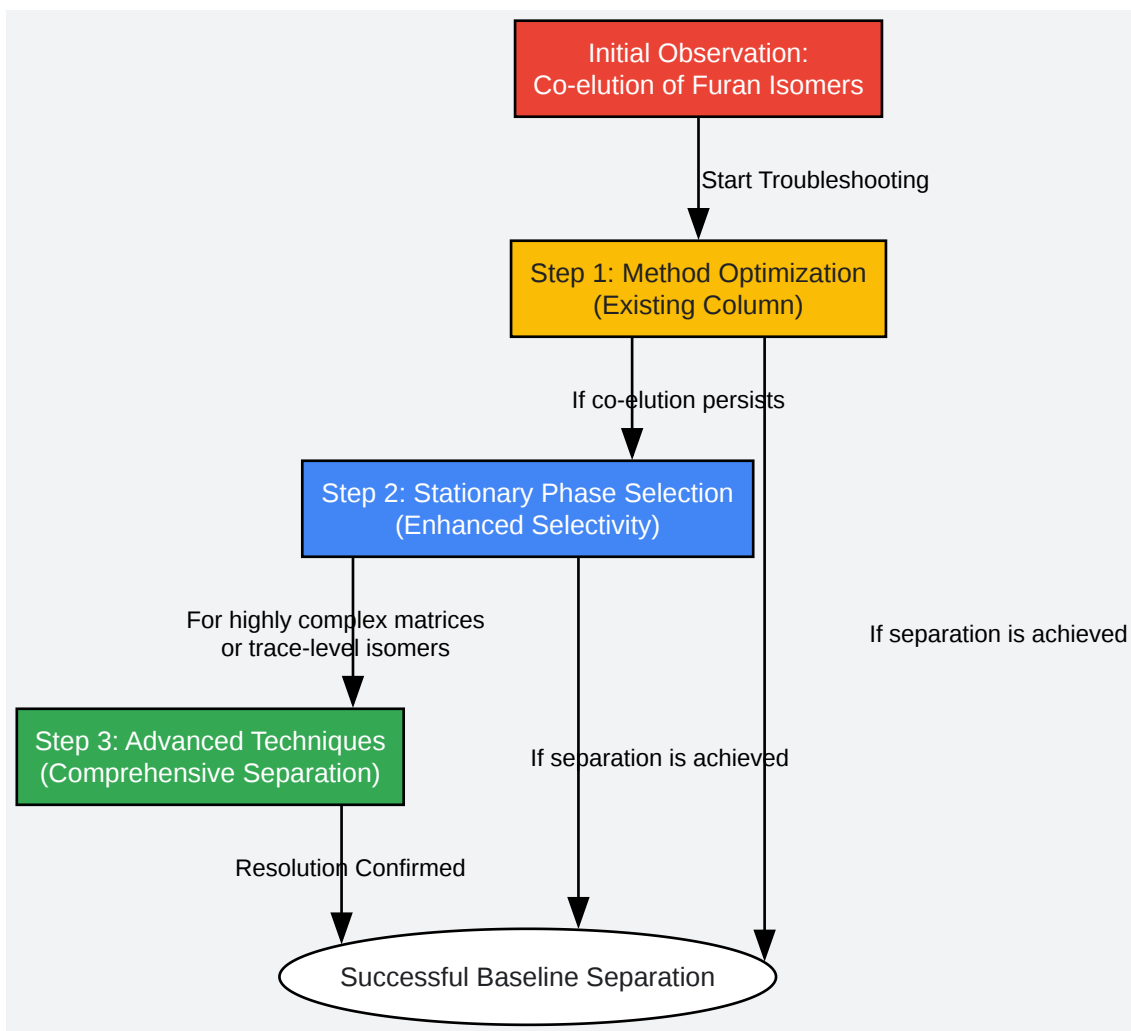 Initial Observation:
Co-elution of Furan Isomers
Start Troubleshooting
Step 1: Method Optimization
(Existing Column)
If co-elution persists
Step 2: Stationary Phase Selection
(Enhanced Selectivity)
For highly complex matrices
or trace-level isomers
If separation is achieved
Step 3: Advanced Techniques
(Comprehensive Separation)
If separation is achieved
Resolution Confirmed
Successful Baseline Separation